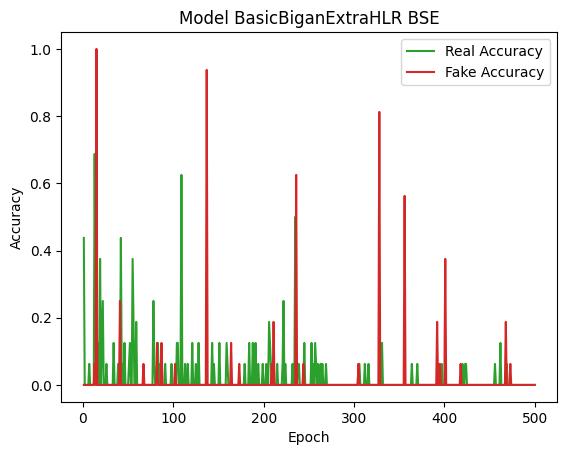 Model BasicBiganExtraHLR BSE
Real Accuracy
Fake Accuracy
Accuracy
1.0
0.8
0.6
0.4
0.2
0.0
0 100 200 300 400 500
Epoch